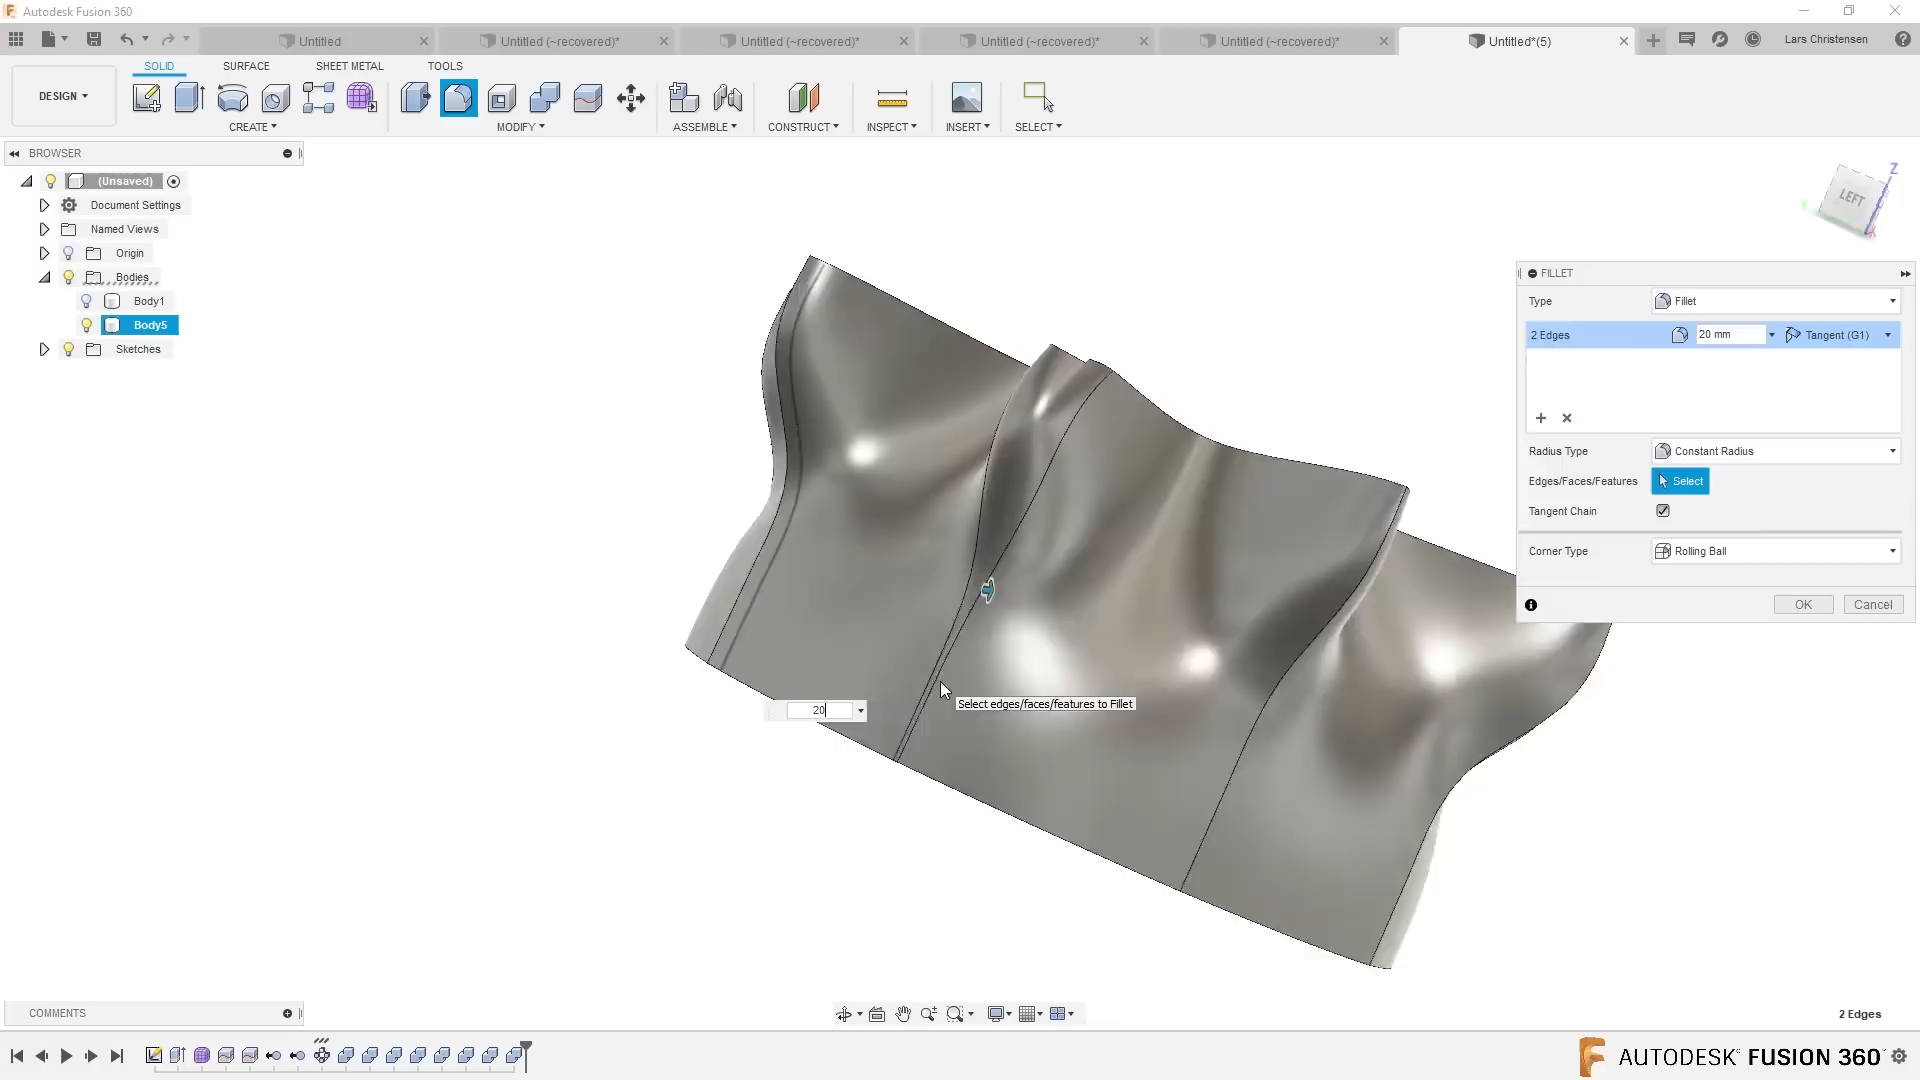 Autodesk Fusion 360
Untitled
Untitled (~recovered)*
Untitled (~recovered)*
Untitled (~recovered)*
Untitled (~recovered)*
Untitled*(5)
Lars Christensen
DESIGN
SOLID
SURFACE
SHEET METAL
TOOLS
CREATE
MODIFY
ASSEMBLE
CONSTRUCT
INSPECT
INSERT
SELECT
BROWSER
(Unsaved)
Document Settings
Named Views
Origin
Bodies
Body1
Body5
Sketches
Z
Y
LEFT
X
FILLET
Type
Fillet
2 Edges
20 mm
Tangent (G1)
Radius Type
Constant Radius
Edges/Faces/Features
Select
Tangent Chain
Corner Type
Rolling Ball
OK
Cancel
20
Select edges/faces/features to Fillet
COMMENTS
2 Edges
AUTODESK® FUSION 360